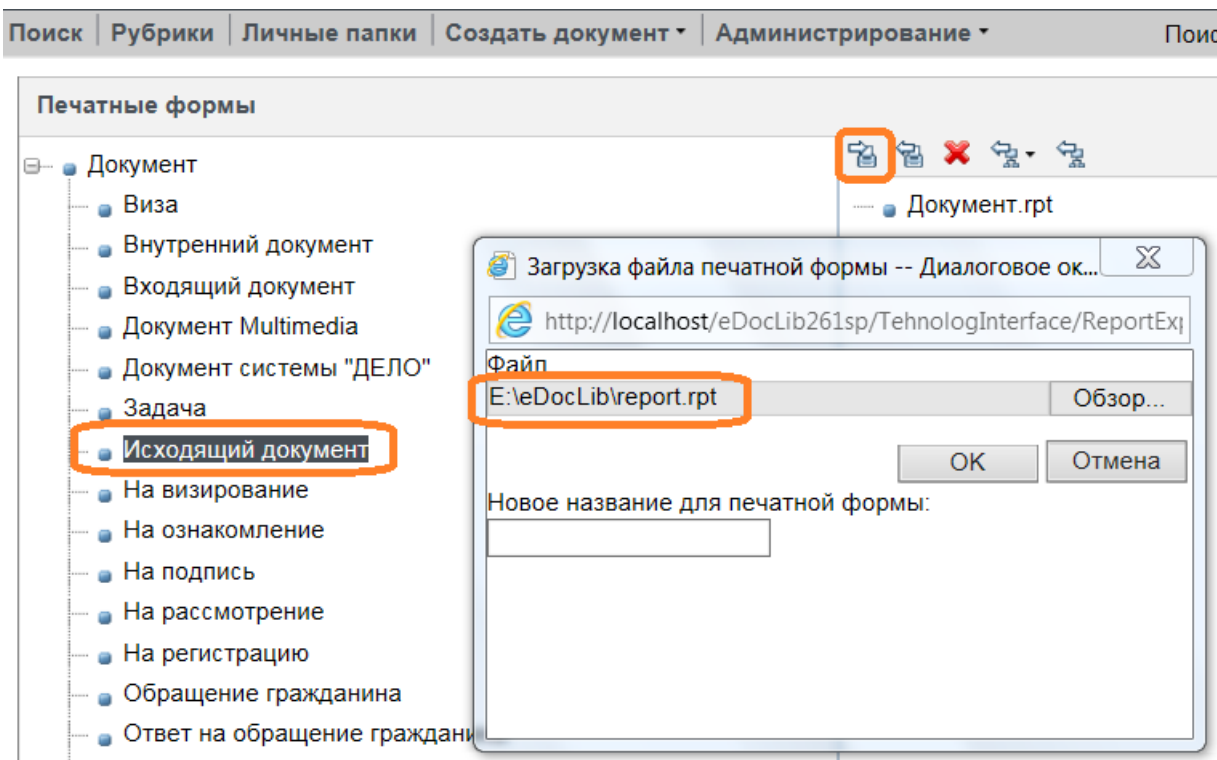 Поиск Рубрики Личные папки Создать документ Администрирование
Печатные формы
Документ
Виза
Внутренний документ
Входящий документ
Документ Multimedia
Документ системы "ДЕЛО"
Задача
Исходящий документ
На визирование
На ознакомление
На подпись
На рассмотрение
На регистрацию
Обращение гражданина
Ответ на обращение
Документ.rpt
Загрузка файла печатной формы -- Диалоговое ок...
http://localhost/eDocLib261sp/TehnologInterface/ReportExp
Файл
E:\eDocLib\report.rpt Обзор...
OK Отмена
Новое название для печатной формы: